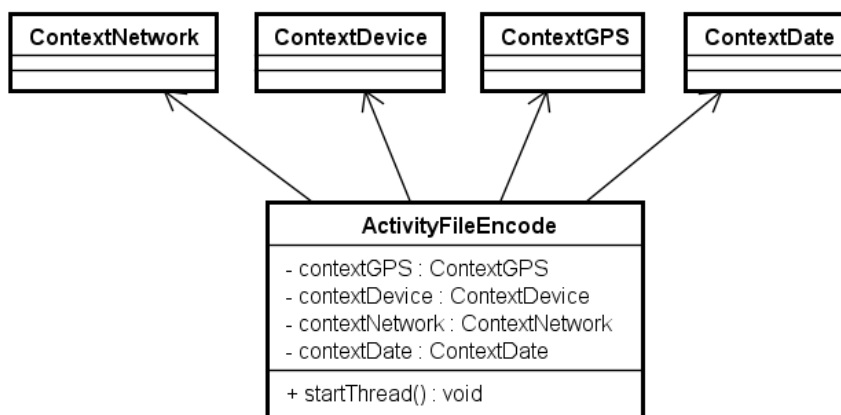 ContextNetwork
ContextDevice
ContextGPS
ContextDate
ActivityFileEncode
- contextGPS : ContextGPS
- contextDevice : ContextDevice
- contextNetwork : ContextNetwork
- contextDate : ContextDate
+ startThread() : void